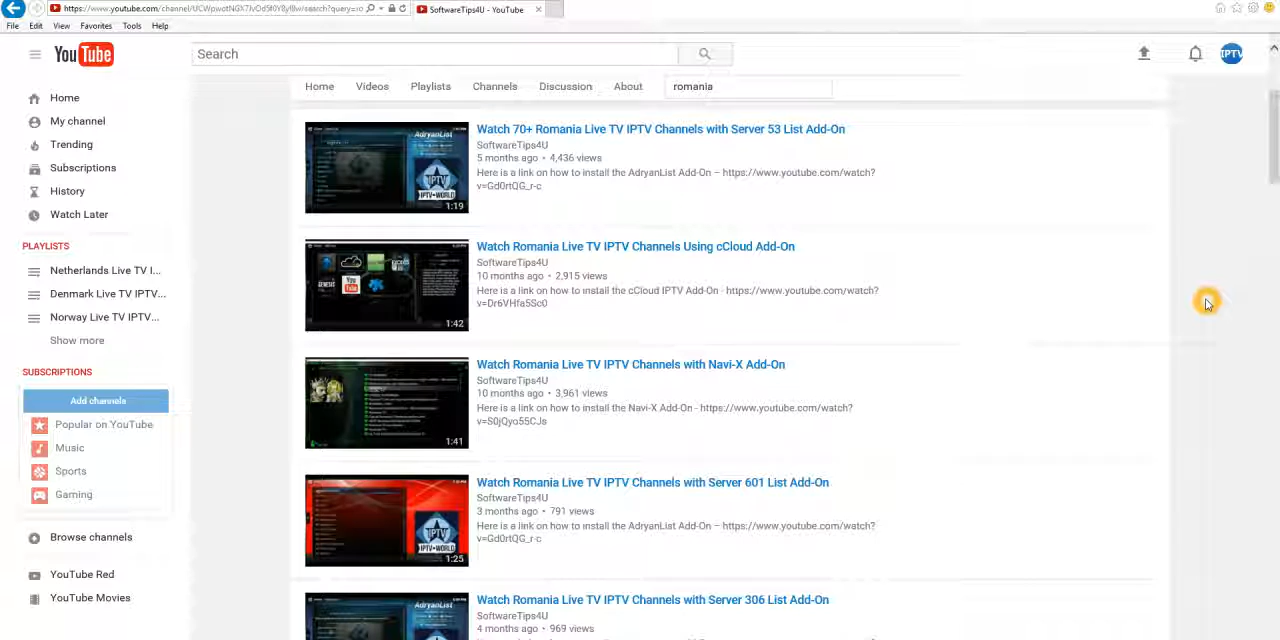 SoftwareTips4U - YouTube
File Edit View Favorites Tools Help
YouTube
Search
IPTV
Home Videos Playlists Channels Discussion About romania
Home
My channel
Trending
Subscriptions
History
Watch Later
PLAYLISTS
Netherlands Live TV I...
Denmark Live TV IPTV...
Norway Live TV IPTV...
Show more
SUBSCRIPTIONS
Add channels
Popular on YouTube
Music
Sports
Gaming
Browse channels
YouTube Red
YouTube Movies
AdryanList
IPTV
WORLD
1:19
Watch 70+ Romania Live TV IPTV Channels with Server 53 List Add-On
SoftwareTips4U
5 months ago • 4,436 views
Here is a link on how to install the AdryanList Add-On – https://www.youtube.com/watch?
You
Tube
1:42
Watch Romania Live TV IPTV Channels Using cCloud Add-On
SoftwareTips4U
10 months ago • 2,915 views
Here is a link on how to install the cCloud IPTV Add-On - https://www.youtube.com/watch?
v=Dr6VHfa5Sc0
1:41
Watch Romania Live TV IPTV Channels with Navi-X Add-On
SoftwareTips4U
10 months ago • 3,961 views
Here is a link on how to install the Navi-X Add-On - https://www.youtube.com/watch?
IPTV
WORLD
1:25
Watch Romania Live TV IPTV Channels with Server 601 List Add-On
SoftwareTips4U
months ago • 791 views
Here is a link on how to install the AdryanList Add-On – https://www.youtube.com/watch?
AdryanList
Watch Romania Live TV IPTV Channels with Server 305 List Add-On
SoftwareTips4U
4 months ago • 969 views